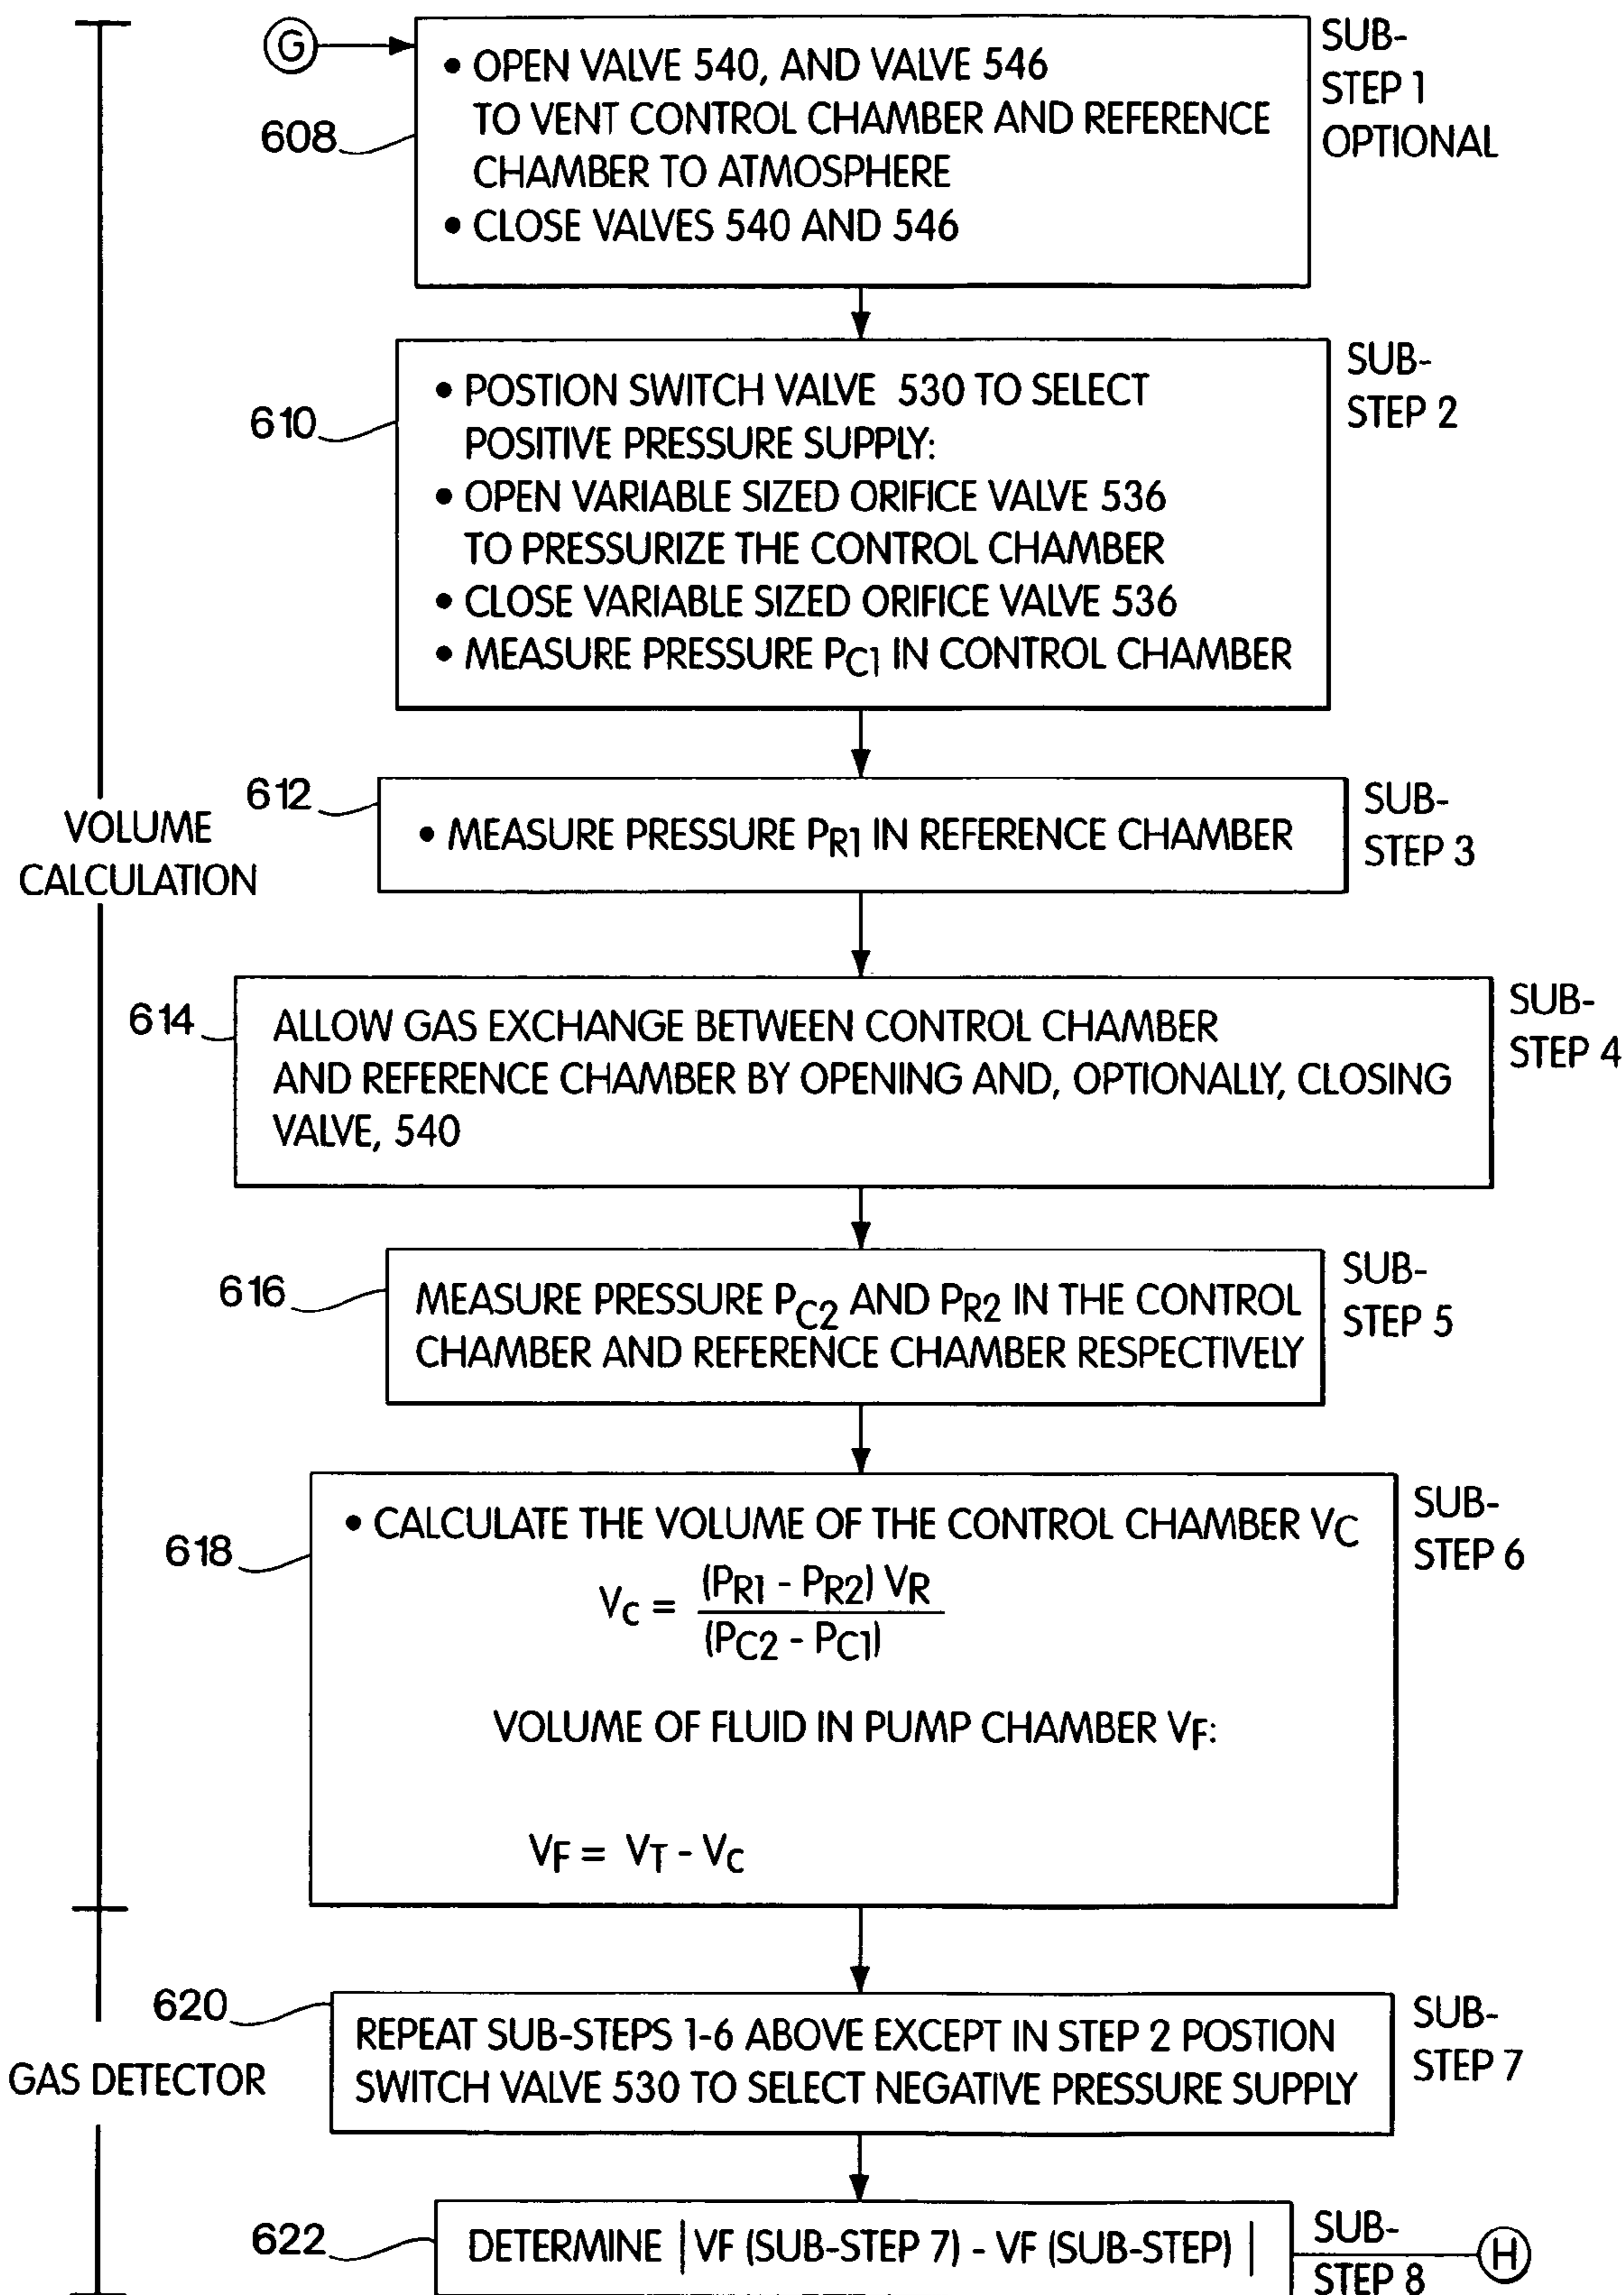 G
608
• OPEN VALVE 540, AND VALVE 546
TO VENT CONTROL CHAMBER AND REFERENCE
CHAMBER TO ATMOSPHERE
• CLOSE VALVES 540 AND 546
SUB-
STEP 1
OPTIONAL
610
• POSTION SWITCH VALVE 530 TO SELECT
POSITIVE PRESSURE SUPPLY:
• OPEN VARIABLE SIZED ORIFICE VALVE 536
TO PRESSURIZE THE CONTROL CHAMBER
• CLOSE VARIABLE SIZED ORIFICE VALVE 536
• MEASURE PRESSURE PC1 IN CONTROL CHAMBER
SUB-
STEP 2
VOLUME
CALCULATION
612
• MEASURE PRESSURE PR1 IN REFERENCE CHAMBER
SUB-
STEP 3
614
ALLOW GAS EXCHANGE BETWEEN CONTROL CHAMBER
AND REFERENCE CHAMBER BY OPENING AND, OPTIONALLY, CLOSING
VALVE, 540
SUB-
STEP 4
616
MEASURE PRESSURE PC2 AND PR2 IN THE CONTROL
CHAMBER AND REFERENCE CHAMBER RESPECTIVELY
SUB-
STEP 5
618
• CALCULATE THE VOLUME OF THE CONTROL CHAMBER VC
VC = (PR1 - PR2) VR
(PC2 - PC1)
VOLUME OF FLUID IN PUMP CHAMBER VF:
VF = VT - VC
SUB-
STEP 6
GAS DETECTOR
620
REPEAT SUB-STEPS 1-6 ABOVE EXCEPT IN STEP 2 POSTION
SWITCH VALVE 530 TO SELECT NEGATIVE PRESSURE SUPPLY
SUB-
STEP 7
622
DETERMINE | VF (SUB-STEP 7) - VF (SUB-STEP) |
SUB-
STEP 8
H